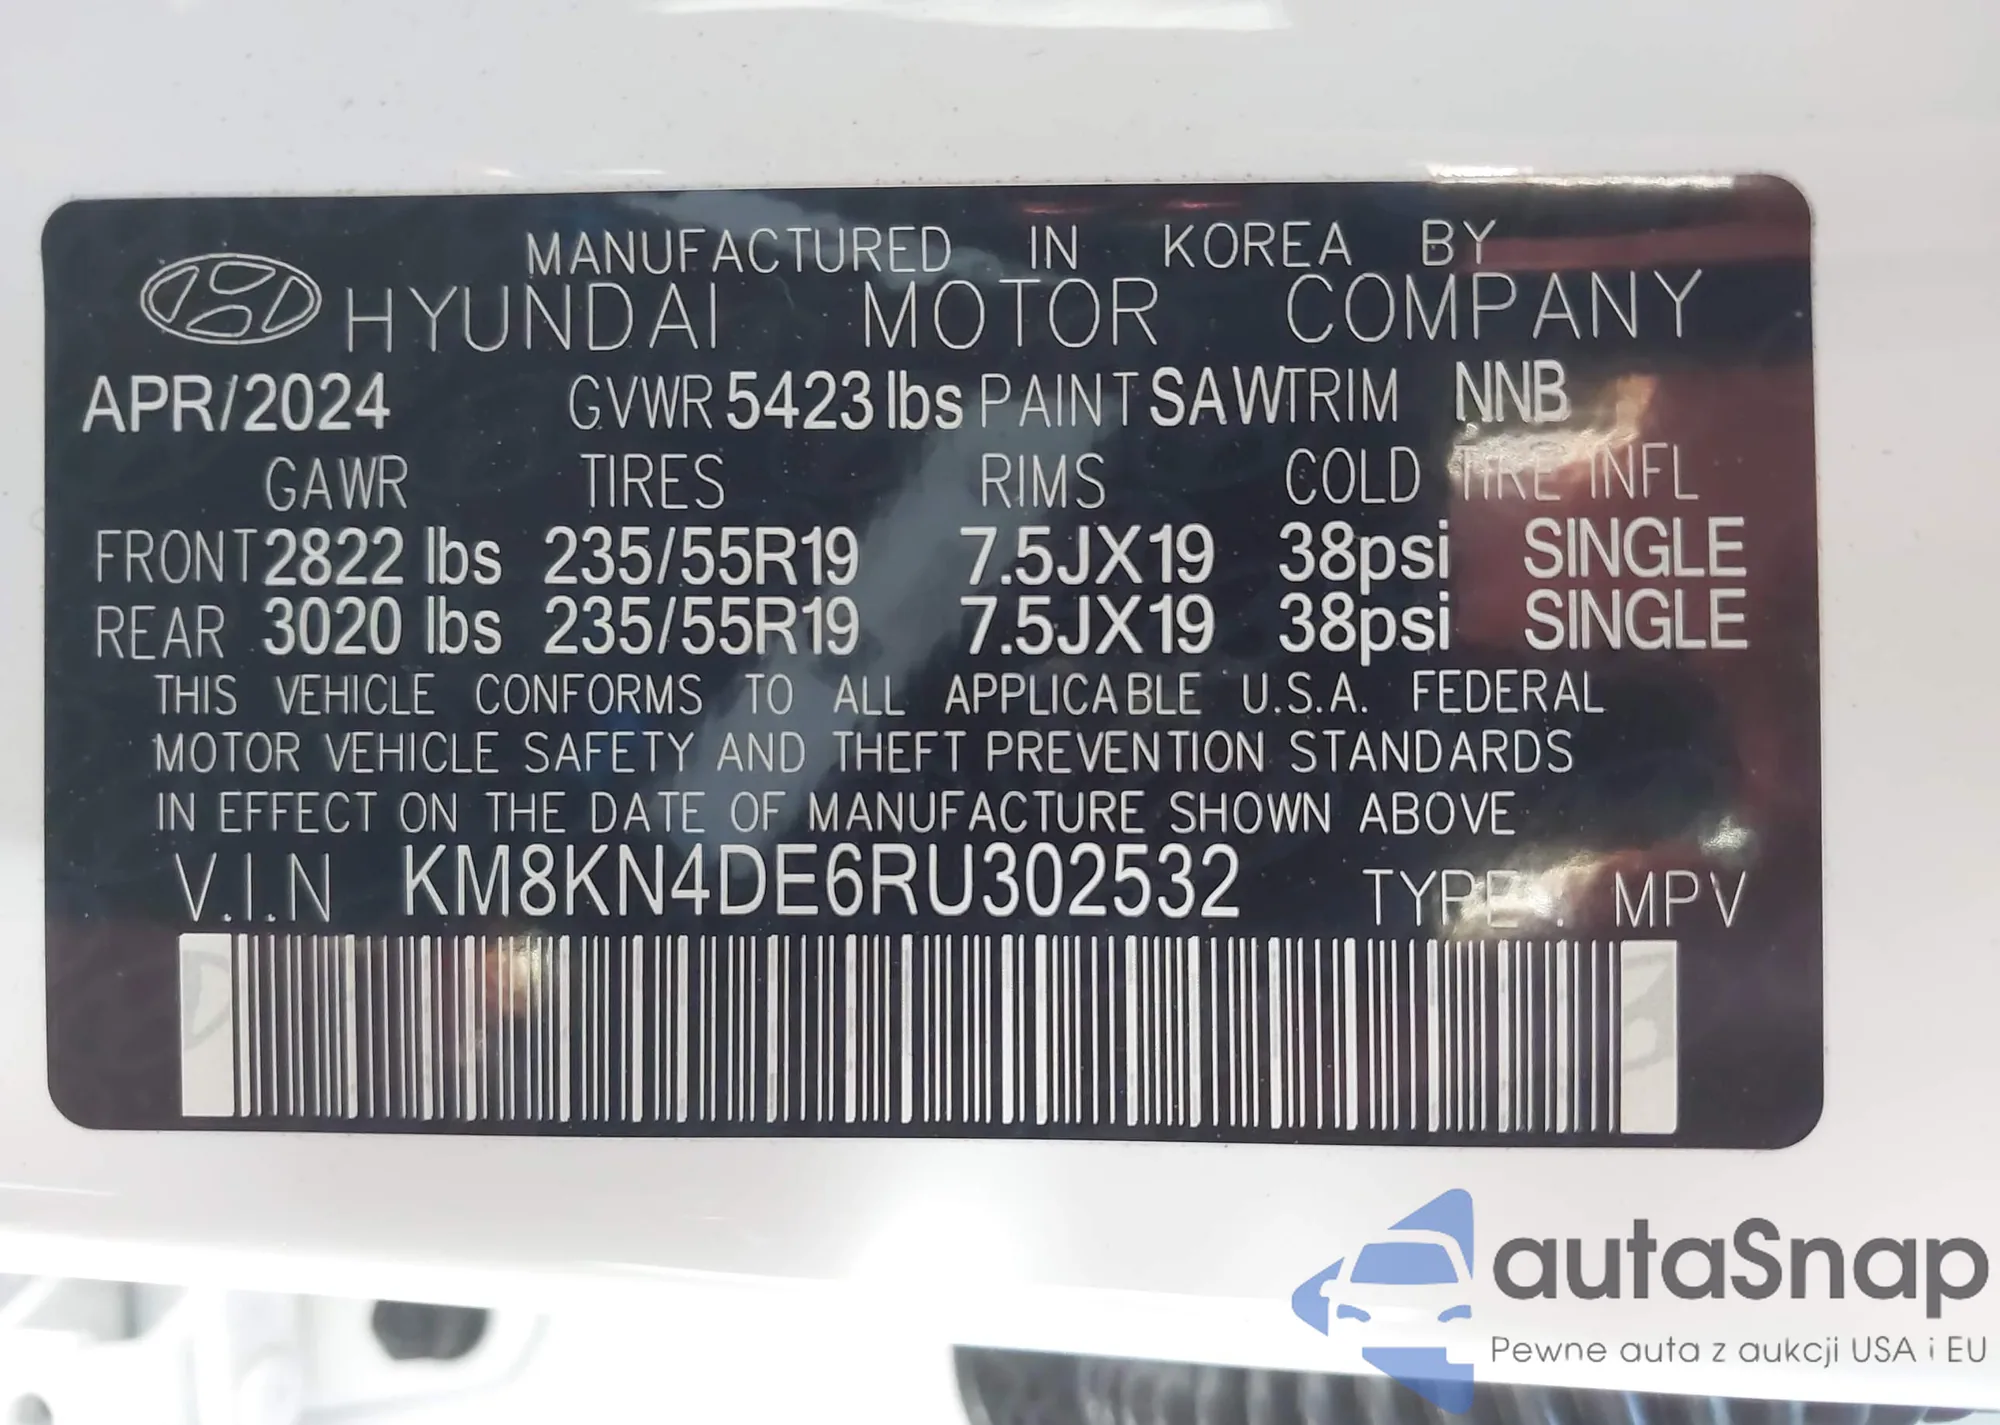 MANUFACTURED IN KOREA BY
HYUNDAI MOTOR COMPANY
APR/2024 GVWR 5423 lbs PAINT SAW TRIM NNB
GAWR TIRES RIMS COLD TIRE INFL
FRONT 2822 lbs 235/55R19 7.5JX19 38psi SINGLE
REAR 3020 lbs 235/55R19 7.5JX19 38psi SINGLE
THIS VEHICLE CONFORMS TO ALL APPLICABLE U.S.A. FEDERAL
MOTOR VEHICLE SAFETY AND THEFT PREVENTION STANDARDS
IN EFFECT ON THE DATE OF MANUFACTURE SHOWN ABOVE
V.I.N KM8KN4DE6RU302532 TYPE : MPV
autaSnap
Pewne auta z aukcji USA i EU